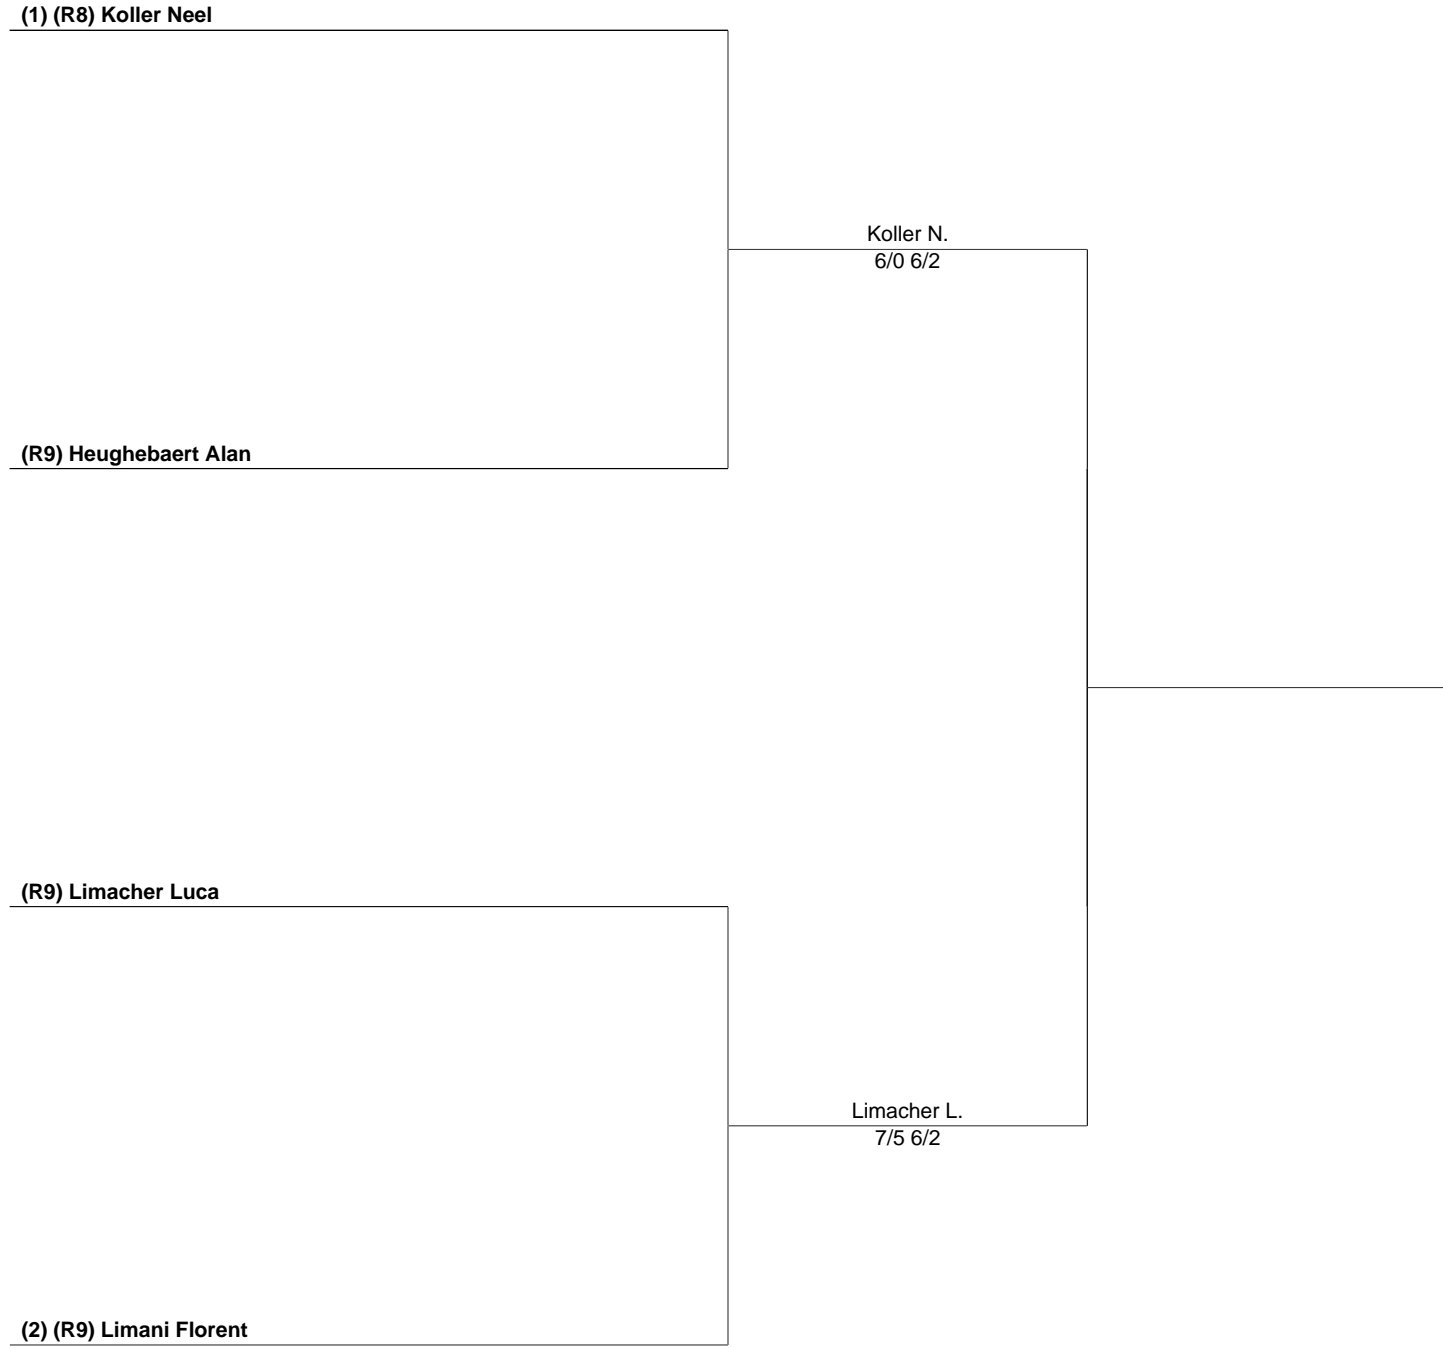 (1) (R8) Koller Neel
Koller N.
6/0 6/2
(R9) Heughebaert Alan
(R9) Limacher Luca
Limacher L.
7/5 6/2
(2) (R9) Limani Florent